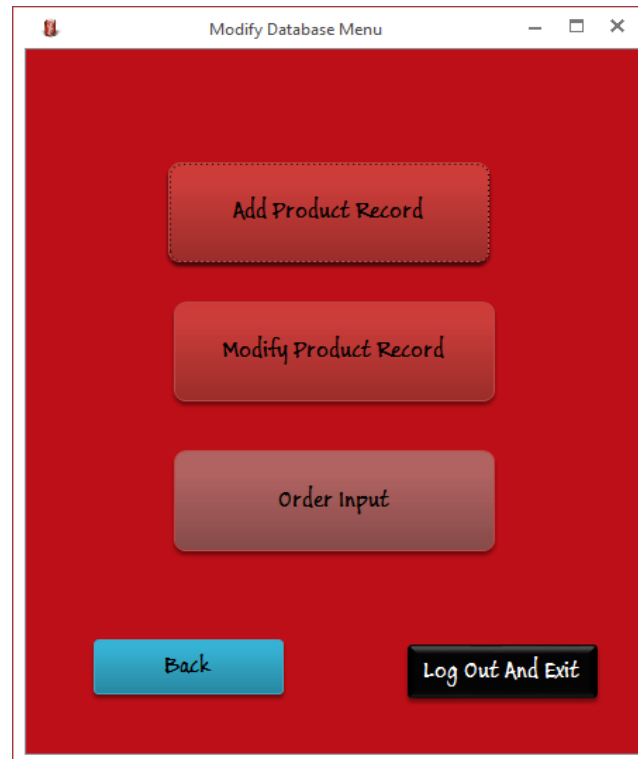 Modify Database Menu
Add Product Record
Modify Product Record
Order Input
Back
Log Out And Exit